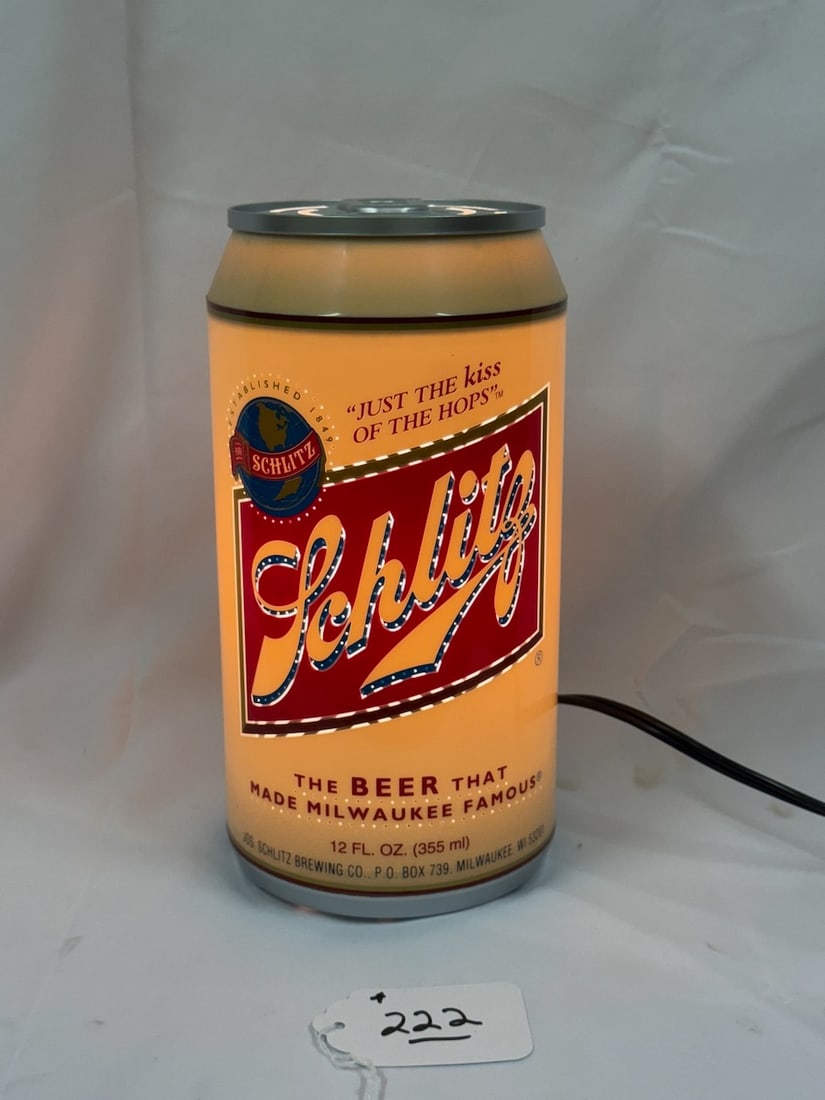 "JUST THE kiss
OF THE HOPS"™
ESTABLISHED 1849
SCHLITZ
Schlitz
®
THE BEER THAT
MADE MILWAUKEE FAMOUS®
12 FL. OZ. (355 ml)
JOS. SCHLITZ BREWING CO., P.O. BOX 739, MILWAUKEE, WI 53201
222